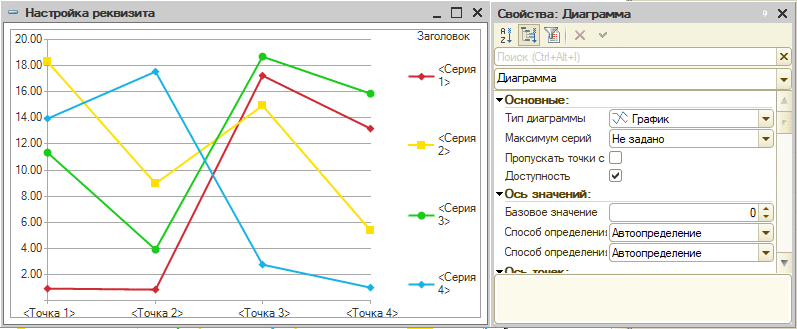 Настройка реквизита
20.00
18.00
16.00
14.00
12.00
10.00
8.00
6.00
4.00
2.00
<Точка 1>
<Точка 2>
<Точка 3>
<Точка 4>
Заголовок
<Серия
1>
<Серия
2>
<Серия
3>
<Серия
4>
Свойства: Диаграмма
Поиск (Ctrl+Alt+I)
Диаграмма
Основные:
Тип диаграммы График
Максимум серий Не задано
Пропускать точки с
Доступность
Ось значений:
Базовое значение 0
Способ определения Автоопределение
Способ определения Автоопределение
Ось точек: